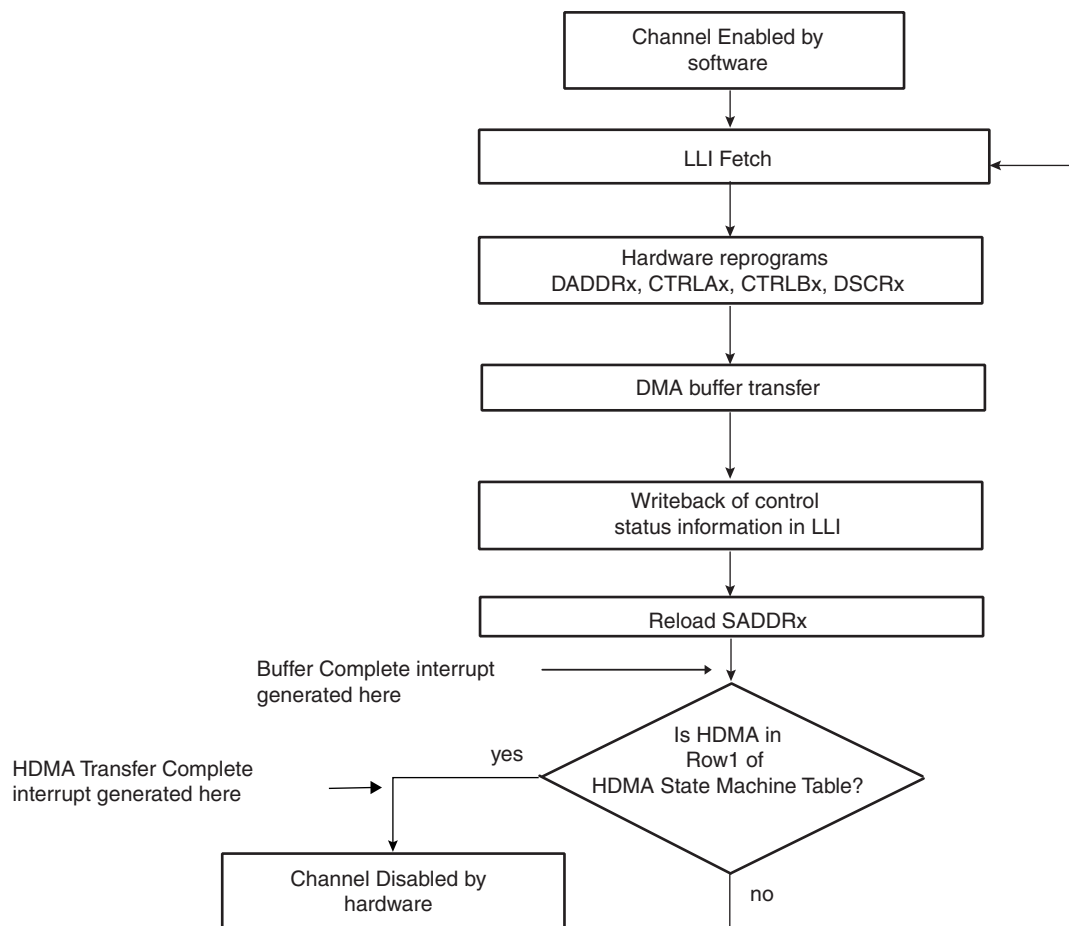 Channel Enabled by
software
LLI Fetch
Hardware reprograms
DADDRx, CTRLAx, CTRLBx, DSCRx
DMA buffer transfer
Writeback of control
status information in LLI
Reload SADDRx
Buffer Complete interrupt
generated here
Is HDMA in
Row1 of
HDMA State Machine Table?
yes
HDMA Transfer Complete
interrupt generated here
Channel Disabled by
hardware
no